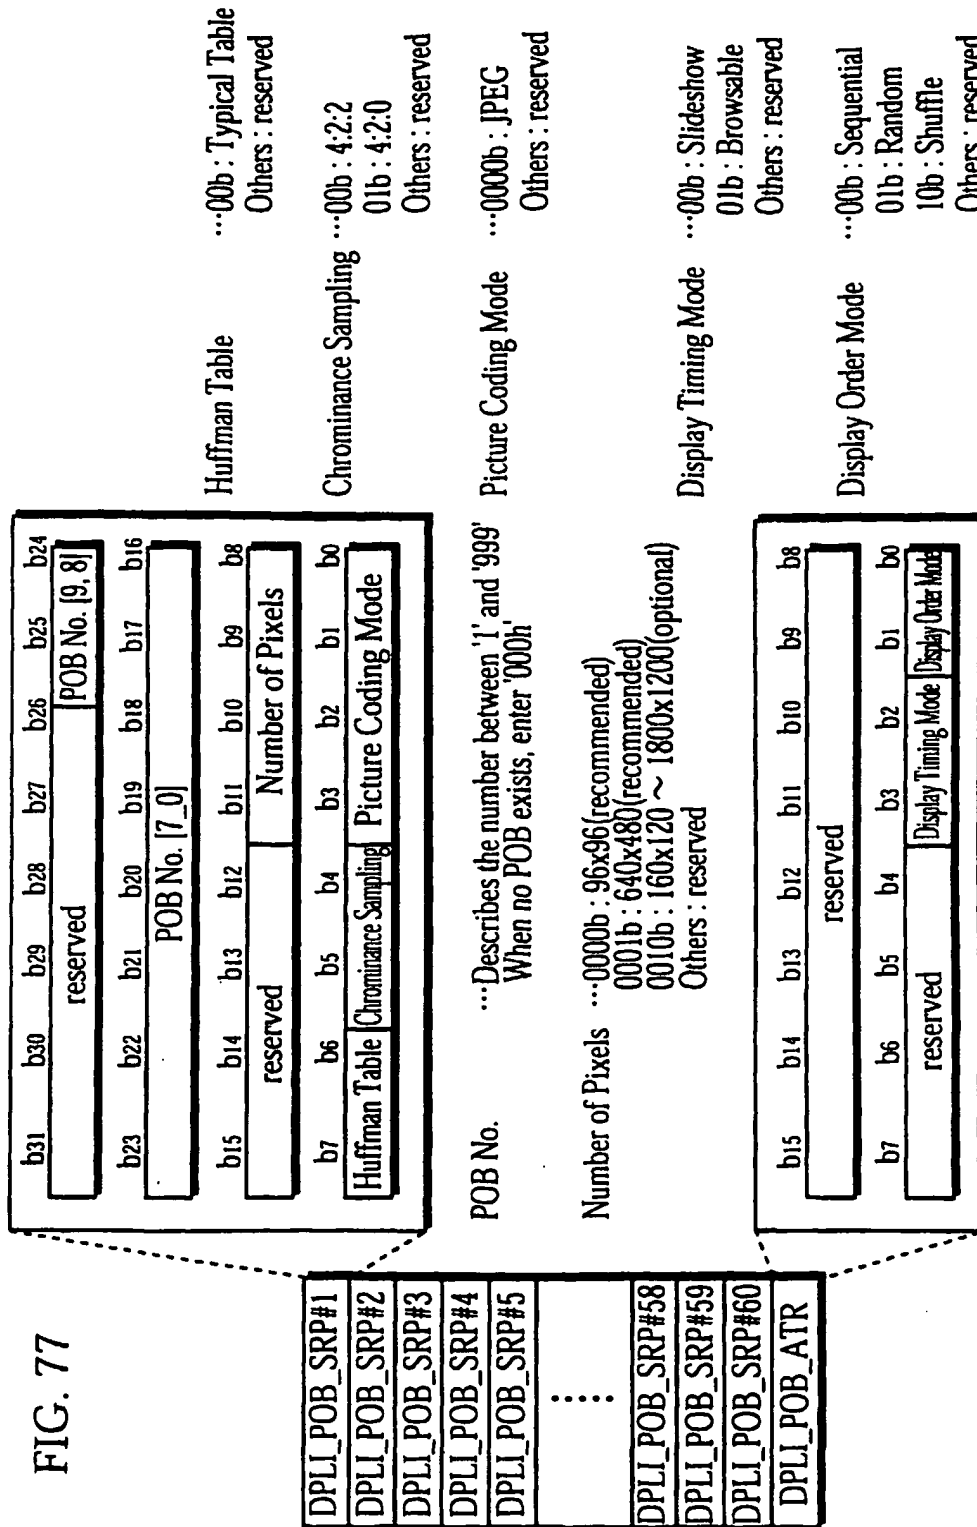 FIG. 77
DPLI_POB_SRP#1
DPLI_POB_SRP#2
DPLI_POB_SRP#3
DPLI_POB_SRP#4
DPLI_POB_SRP#5
⋮
DPLI_POB_SRP#58
DPLI_POB_SRP#59
DPLI_POB_SRP#60
DPLI_POB_ATR
b31 b30 b29 b28 b27 b26 b25 b24
reserved POB No. [9, 8]
b23 b22 b21 b20 b19 b18 b17 b16
POB No. [7_0]
b15 b14 b13 b12 b11 b10 b9 b8
reserved Number of Pixels
b7 b6 b5 b4 b3 b2 b1 b0
Huffman Table Chrominance Sampling Picture Coding Mode
POB No. …Describes the number between '1' and '999'
When no POB exists, enter '000h'
Number of Pixels …0000b : 96x96(recommended)
0001b : 640x480(recommended)
0010b : 160x120 ~ 1800x1200(optional)
Others : reserved
b15 b14 b13 b12 b11 b10 b9 b8
reserved
b7 b6 b5 b4 b3 b2 b1 b0
reserved Display Timing Mode Display Order Mode
Huffman Table …00b : Typical Table
Others : reserved
Chrominance Sampling …00b : 4:2:2
01b : 4:2:0
Others : reserved
Picture Coding Mode …0000b : JPEG
Others : reserved
Display Timing Mode …00b : Slideshow
01b : Browsable
Others : reserved
Display Order Mode …00b : Sequential
01b : Random
10b : Shuffle
Others : reserved